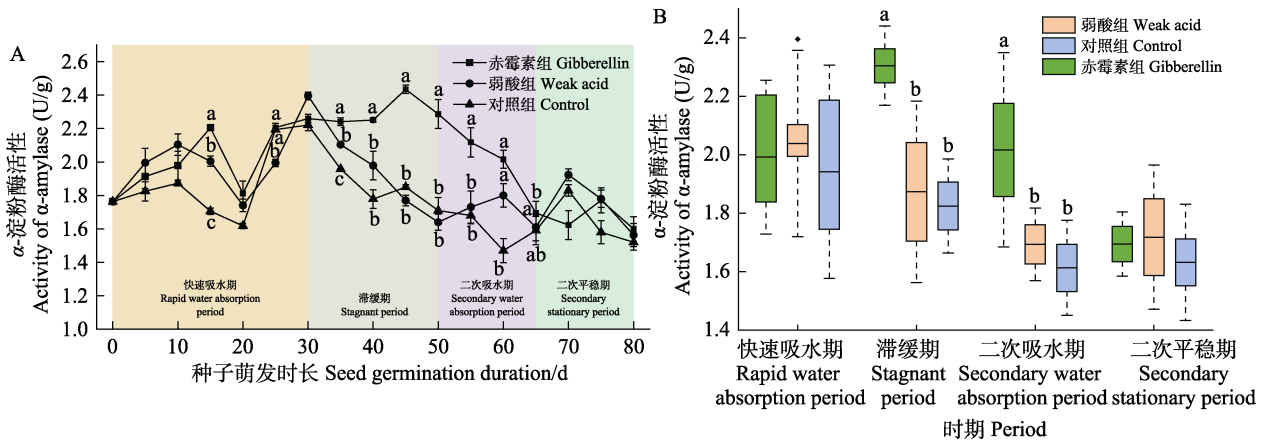 A
α-淀粉酶活性
Activity of α-amylase (U/g)
2.6
2.4
2.2
2.0
1.8
1.6
1.4
1.2
1.0
赤霉素组 Gibberellin
弱酸组 Weak acid
对照组 Control
a
b
c
a
a
b
a
b
c
a
b
b
a
b
b
a
b
b
a
b
b
a
a
b
b
a
ab
快速吸水期
Rapid water absorption
period
滞缓期
Stagnant period
二次吸水期
Secondary water
absorption period
二次平稳期
Secondary
stationary period
0
10
20
30
40
50
60
70
80
种子萌发时长 Seed germination duration/d
B
α-淀粉酶活性
Activity of α-amylase (U/g)
2.4
2.2
2.0
1.8
1.6
1.4
弱酸组 Weak acid
对照组 Control
赤霉素组 Gibberellin
a
b
b
a
b
b
快速吸水期
Rapid water
absorption period
滞缓期
Stagnant
period
二次吸水期
Secondary water
absorption period
二次平稳期
Secondary
stationary period
时期 Period